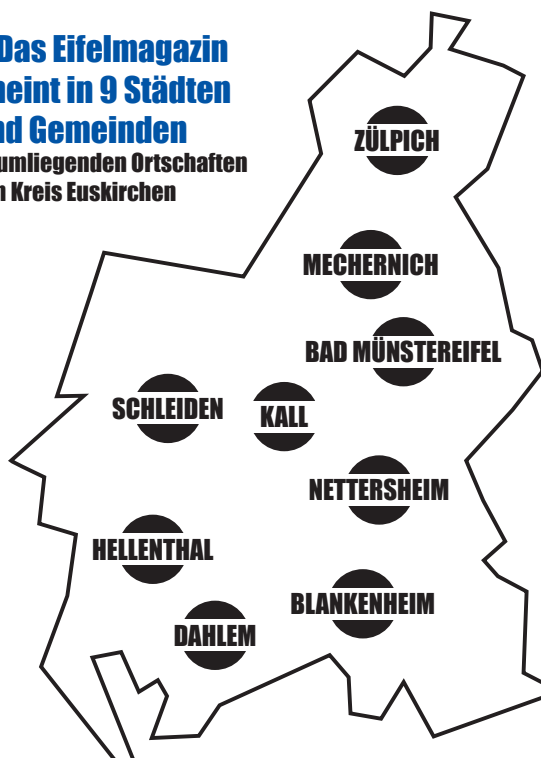 Das Eifelmagazin
heint in 9 Städten
nd Gemeinden
umliegenden Ortschaften
Kreis Euskirchen
ZÜLPICH
MECHERNICH
BAD MÜNSTEREIFEL
SCHLEIDEN
KALL
NETTERSHEIM
HELLENTHAL
BLANKENHEIM
DAHLEM